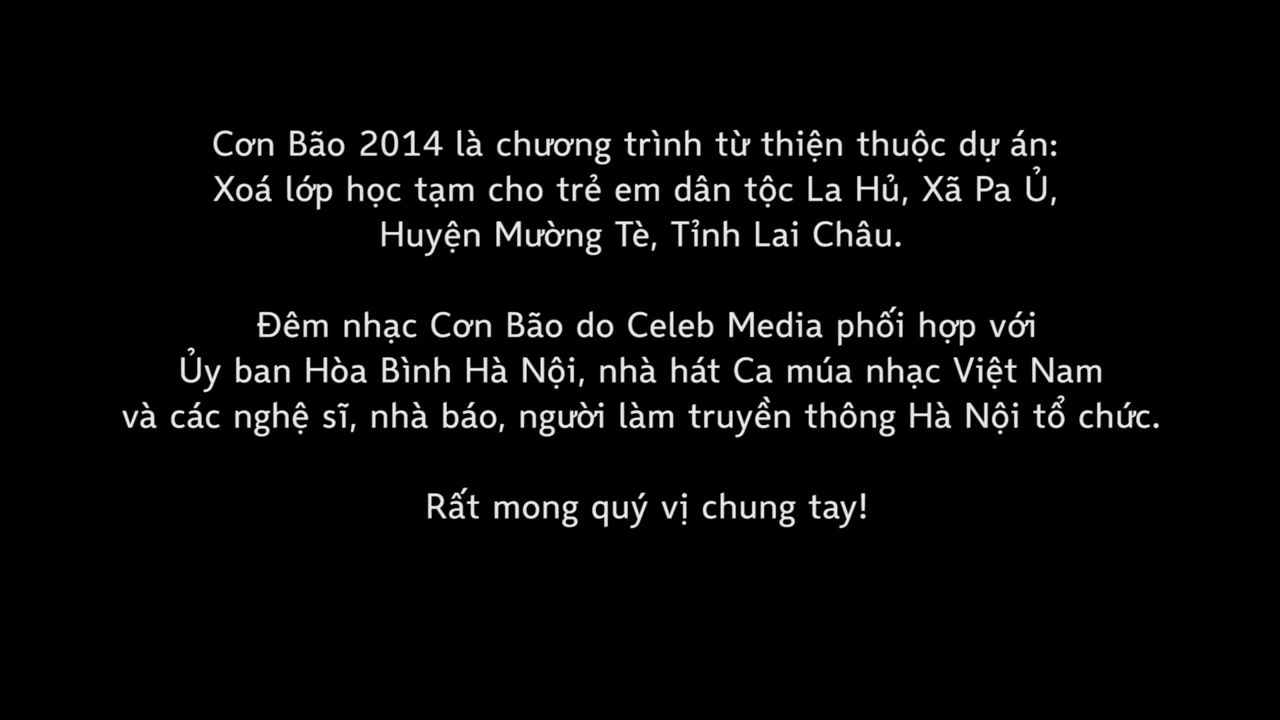 Cơn Bão 2014 là chương trình từ thiện thuộc dự án:
Xoá lớp học tạm cho trẻ em dân tộc La Hủ, Xã Pa Ủ,
Huyện Mường Tè, Tỉnh Lai Châu.
Đêm nhạc Cơn Bão do Celeb Media phối hợp với
Ủy ban Hòa Bình Hà Nội, nhà hát Ca múa nhạc Việt Nam
và các nghệ sĩ, nhà báo, người làm truyền thông Hà Nội tổ chức.
Rất mong quý vị chung tay!